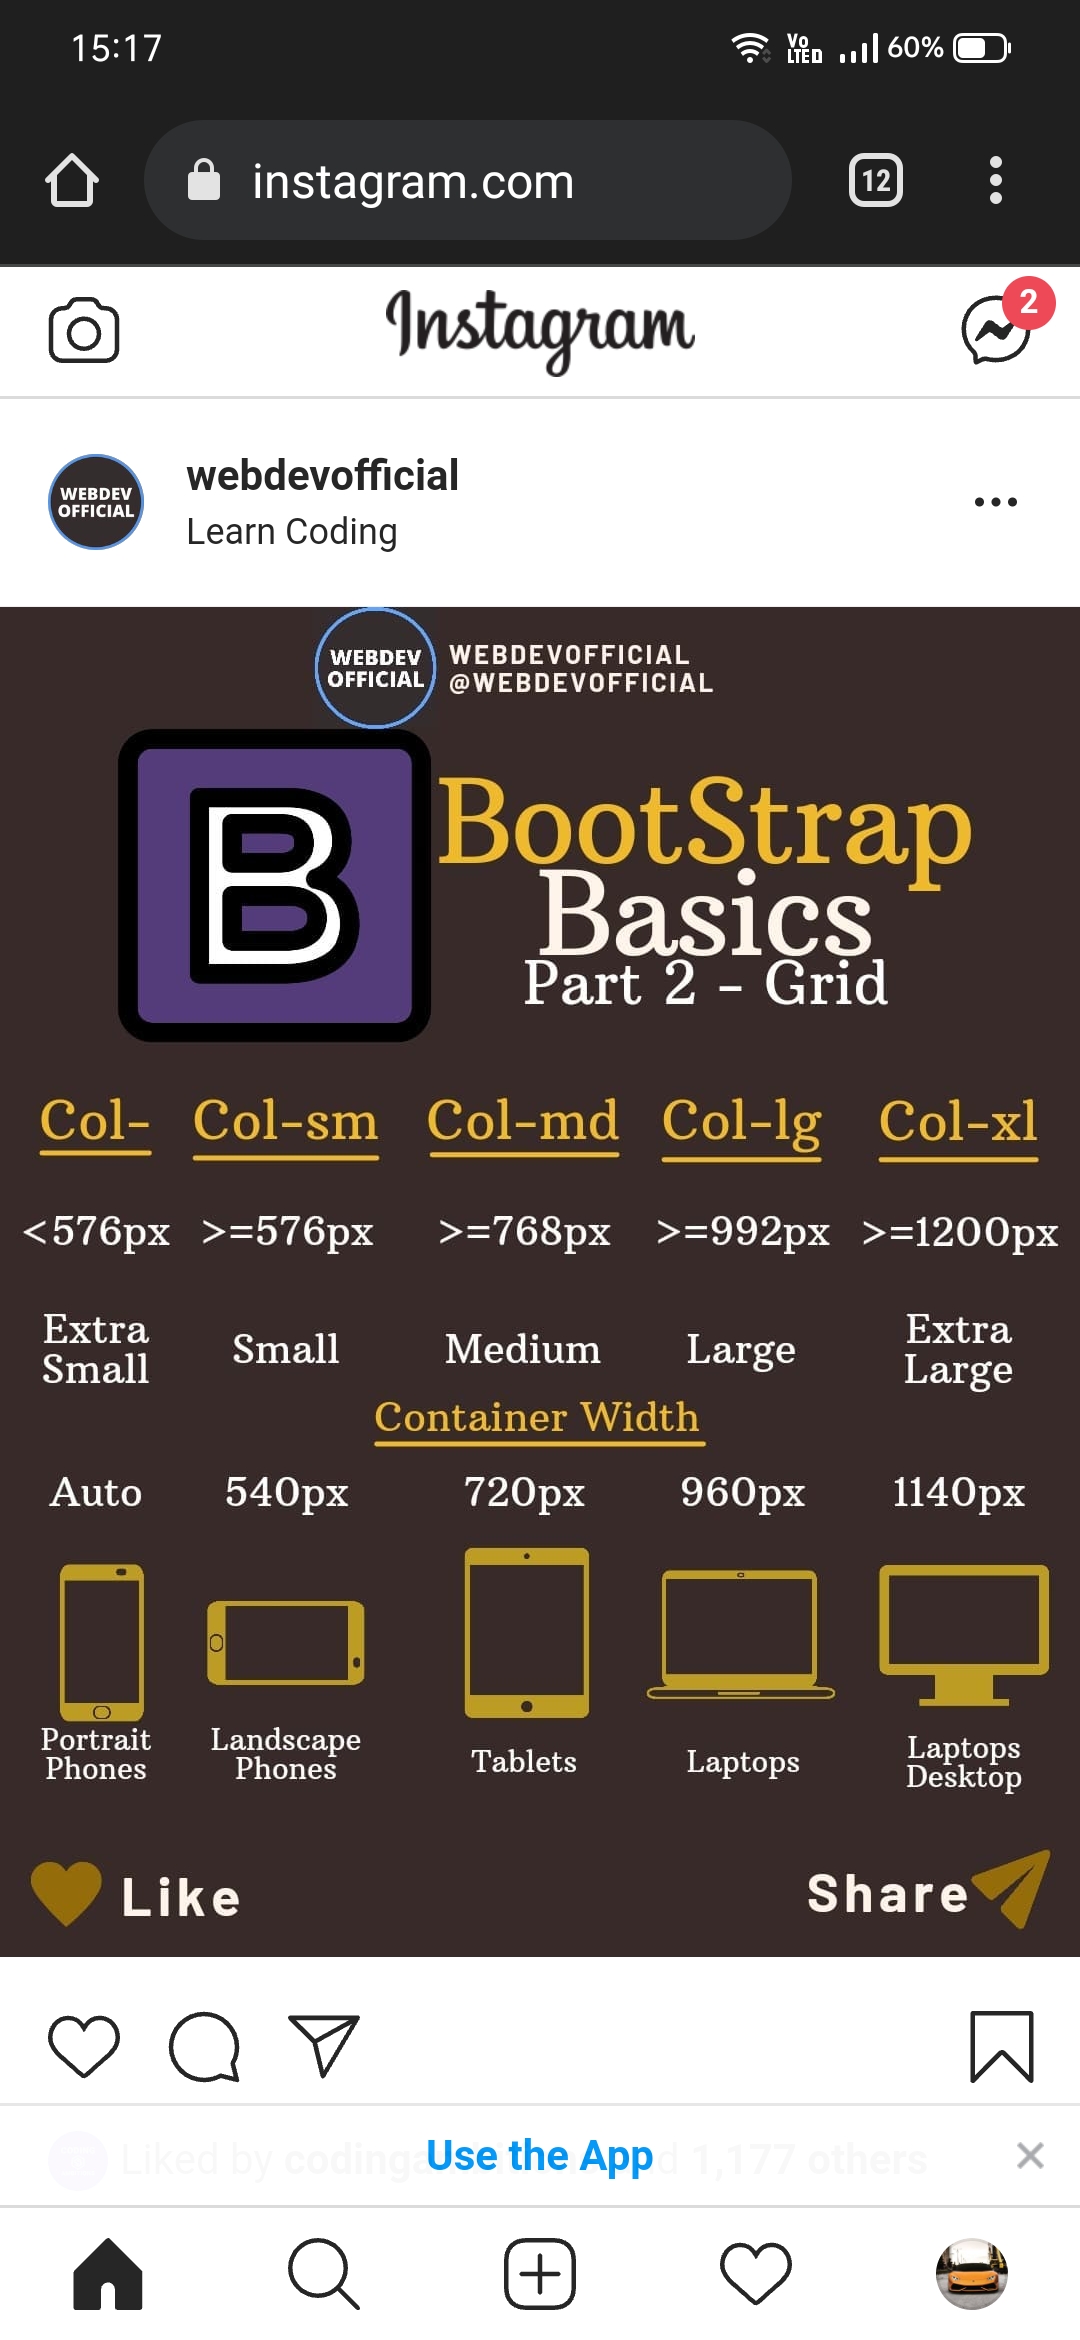 15:17
Vo
LTE
60%
instagram.com
12
Instagram
2
WEBDEV
OFFICIAL
webdevofficial
Learn Coding
WEBDEV
OFFICIAL
WEBDEVOFFICIAL
@WEBDEVOFFICIAL
B
BootStrap
Basics
Part 2 - Grid
Col- Col-sm Col-md Col-lg Col-xl
<576px >=576px >=768px >=992px >=1200px
Extra
Small
Small
Medium
Large
Extra
Large
Container Width
Auto 540px 720px 960px 1140px
Portrait
Phones
Landscape
Phones
Tablets
Laptops
Laptops
Desktop
Like
Share
Use the App
Liked by 1,177 others